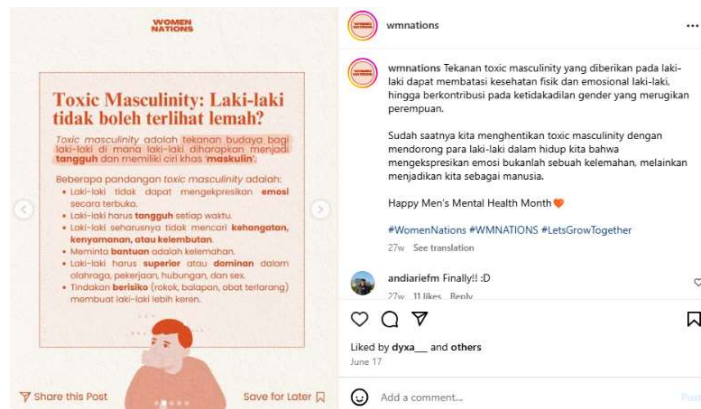 WOMEN
NATIONS
Toxic Masculinity: Laki-laki
tidak boleh terlihat lemah?
Toxic masculinity adalah tekanan budaya bagi
laki-laki di mana laki-laki diharapkan menjadi
tangguh dan memiliki ciri khas 'maskulin'.
Beberapa pandangan toxic masculinity adalah:
• Laki-laki tidak dapat mengekpresikan emosi
secara terbuka.
• Laki-laki harus tangguh setiap waktu.
• Laki-laki seharusnya tidak mencari kehangatan,
kenyamanan, atau kelembutan.
• Meminta bantuan adalah kelemahan.
• Laki-laki harus superior atau dominan dalam
olahraga, pekerjaan, hubungan, dan sex.
• Tindakan berisiko (rokok, balapan, obat terlarang)
membuat laki-laki lebih keren.
Share this Post
Save for Later
wmnations
wmnations Tekanan toxic masculinity yang diberikan pada laki-
laki dapat membatasi kesehatan fisik dan emosional laki-laki,
hingga berkontribusi pada ketidakadilan gender yang merugikan
perempuan.
Sudah saatnya kita menghentikan toxic masculinity dengan
mendorong para laki-laki dalam hidup kita bahwa
mengekspresikan emosi bukanlah sebuah kelemahan, melainkan
menjadikan kita sebagai manusia.
Happy Men's Mental Health Month🧡
#WomenNations #WMNATIONS #LetsGrowTogether
27w See translation
andiariefm Finally!! :D
27w 11 likes Reply
Liked by dyxa__ and others
June 17
Add a comment...
Post